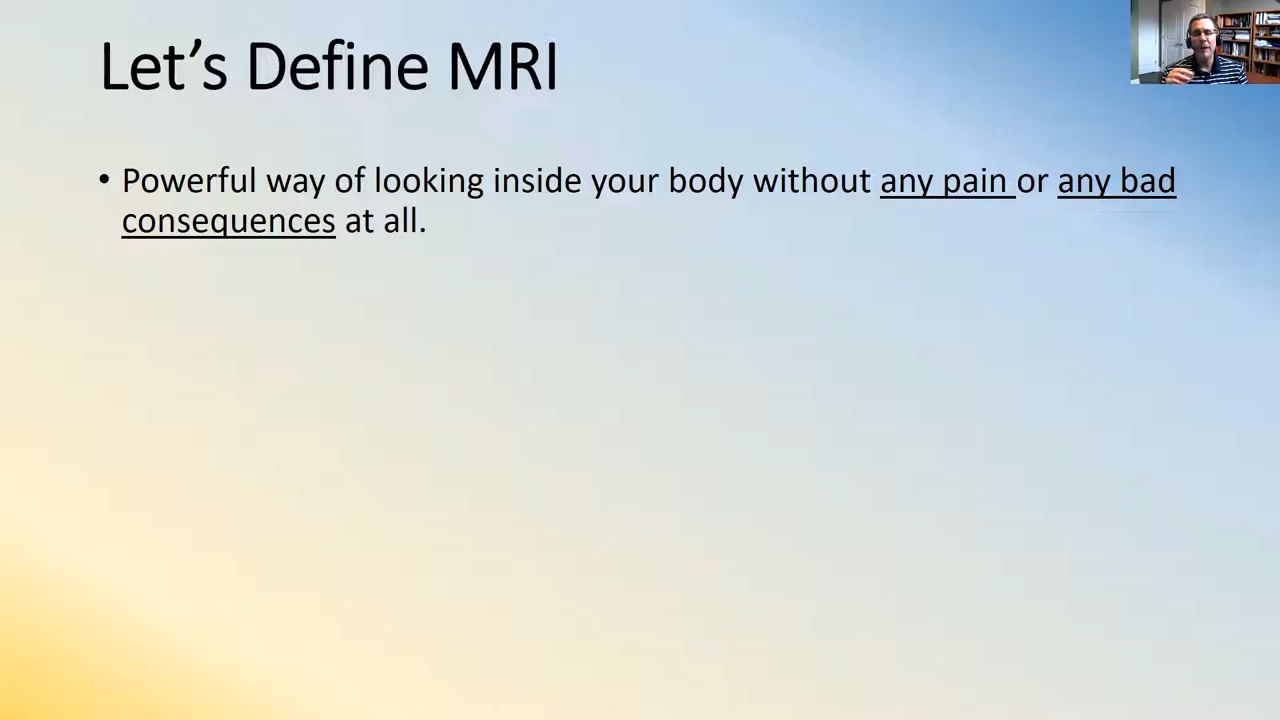 Let’s Define MRI
• Powerful way of looking inside your body without any pain or any bad
consequences at all.